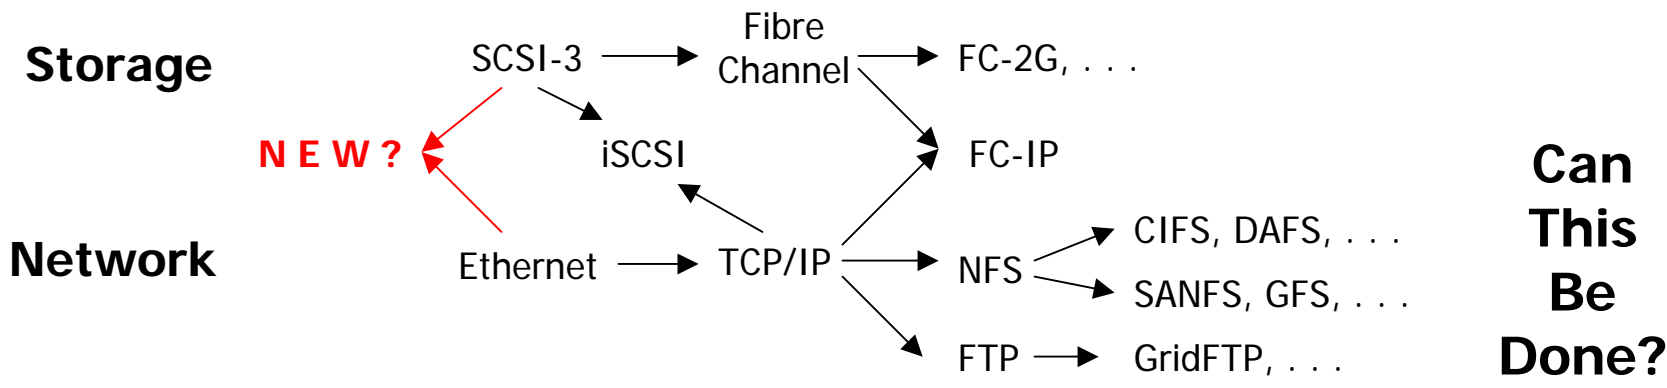 Storage
SCSI-3
Fibre
Channel
FC-2G, . . .
N E W ?
iSCSI
FC-IP
Network
Ethernet
TCP/IP
NFS
CIFS, DAFS, . . .
SANFS, GFS, . . .
FTP
GridFTP, . . .
Can
This
Be
Done?